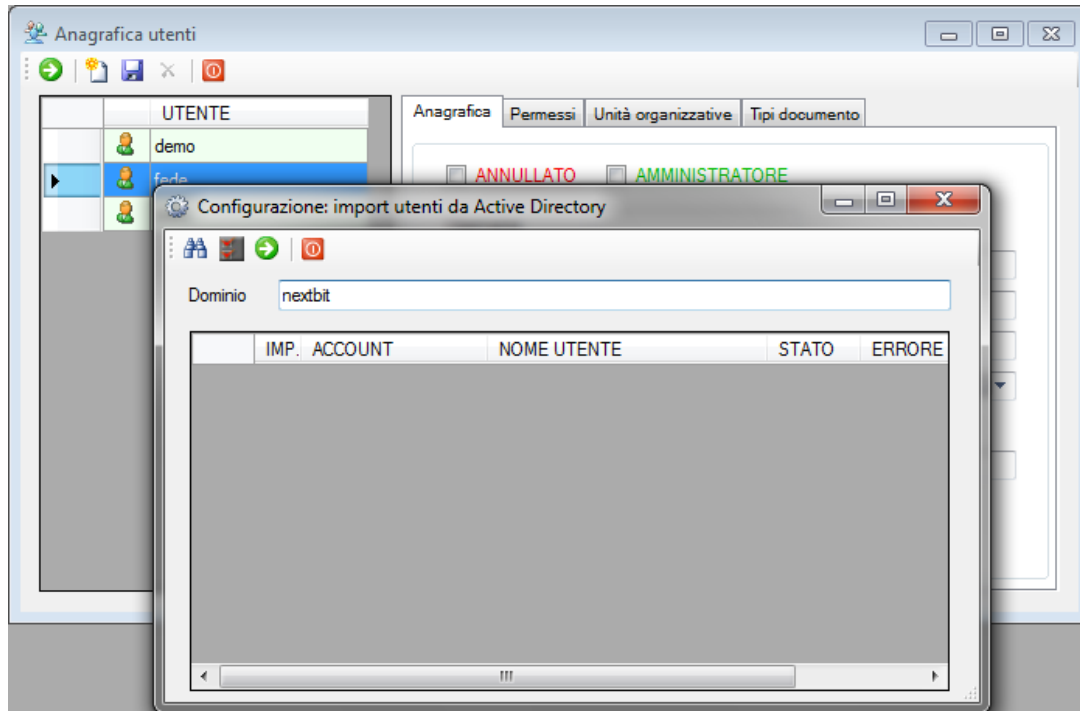 Anagrafica utenti
UTENTE
demo
fede
Anagrafica Permessi Unità organizzative Tipi documento
ANNULLATO AMMINISTRATORE
Configurazione: import utenti da Active Directory
Dominio nextbit
IMP. ACCOUNT NOME UTENTE STATO ERRORE